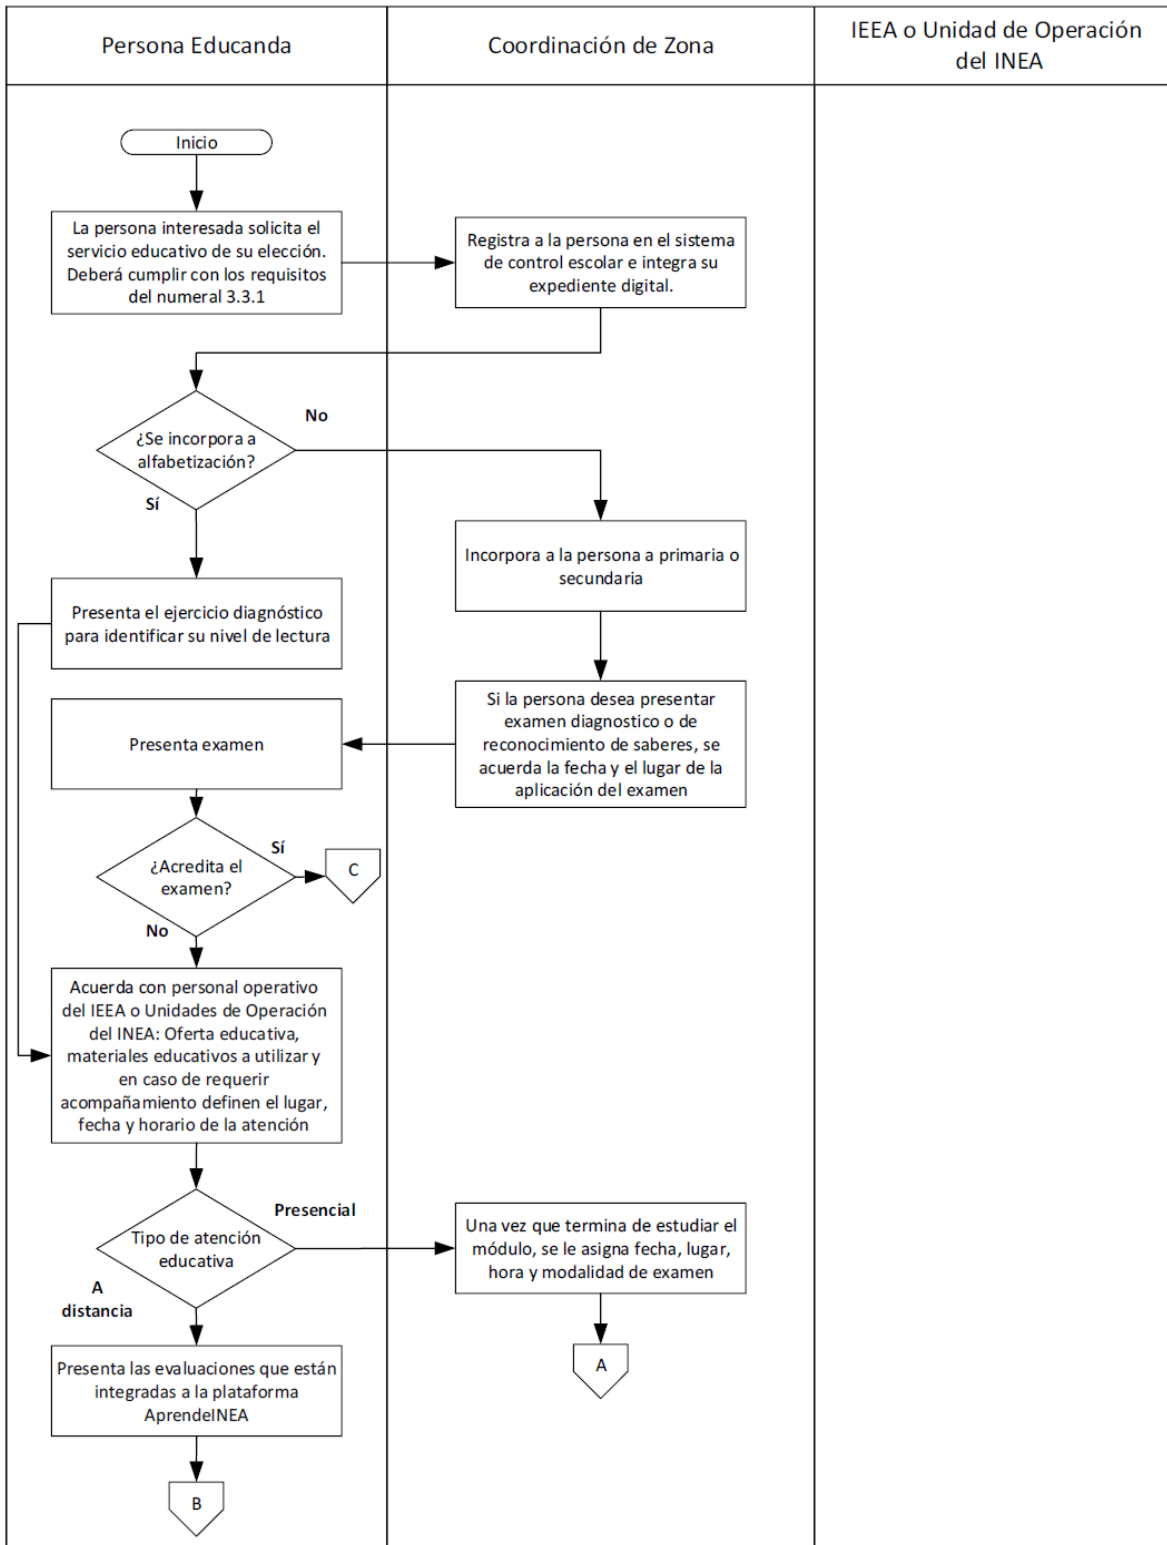 Persona Educanda
Coordinación de Zona
IEEA o Unidad de Operación
del INEA
Inicio
La persona interesada solicita el
servicio educativo de su elección.
Deberá cumplir con los requisitos
del numeral 3.3.1
Registra a la persona en el sistema
de control escolar e integra su
expediente digital.
¿Se incorpora a
alfabetización?
No
Sí
Incorpora a la persona a primaria o
secundaria
Presenta el ejercicio diagnóstico
para identificar su nivel de lectura
Si la persona desea presentar
examen diagnostico o de
reconocimiento de saberes, se
acuerda la fecha y el lugar de la
aplicación del examen
Presenta examen
¿Acredita el
examen?
Sí
C
No
Acuerda con personal operativo
del IEEA o Unidades de Operación
del INEA: Oferta educativa,
materiales educativos a utilizar y
en caso de requerir
acompañamiento definen el lugar,
fecha y horario de la atención
Tipo de atención
educativa
Presencial
Una vez que termina de estudiar el
módulo, se le asigna fecha, lugar,
hora y modalidad de examen
A
distancia
A
Presenta las evaluaciones que están
integradas a la plataforma
AprendeINEA
B